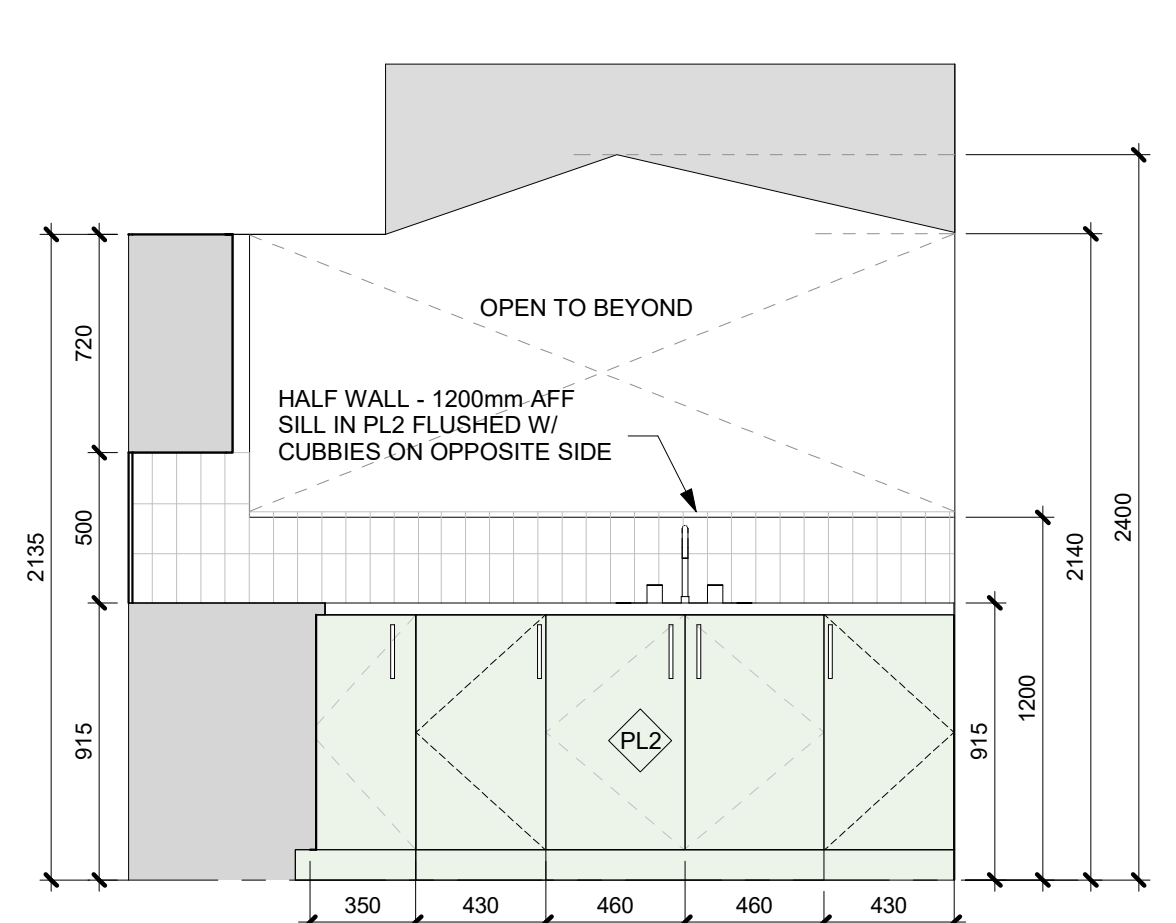 OPEN TO BEYOND
HALF WALL - 1200mm AFF
SILL IN PL2 FLUSHED W/
CUBBIES ON OPPOSITE SIDE
720
500
2135
915
2400
2140
1200
915
PL2
350
430
460
460
430